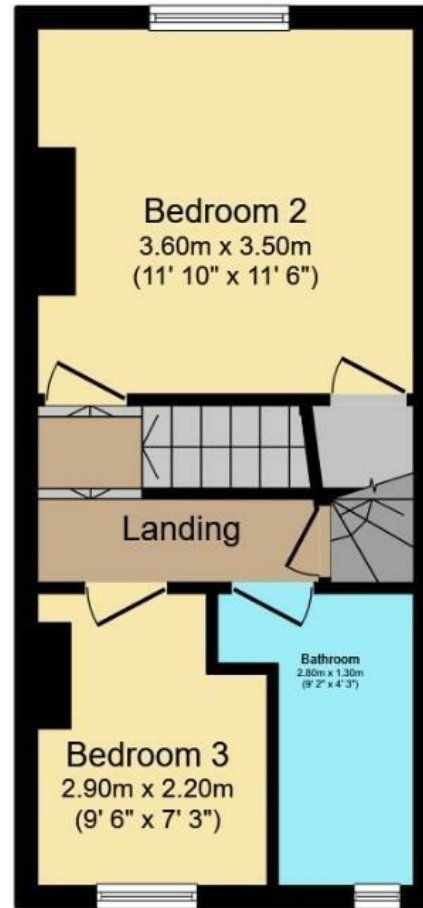 Bedroom 2
3.60m x 3.50m
(11' 10" x 11' 6")
Landing
Bathroom
2.80m x 1.30m
(9' 2" x 4' 3")
Bedroom 3
2.90m x 2.20m
(9' 6" x 7' 3")